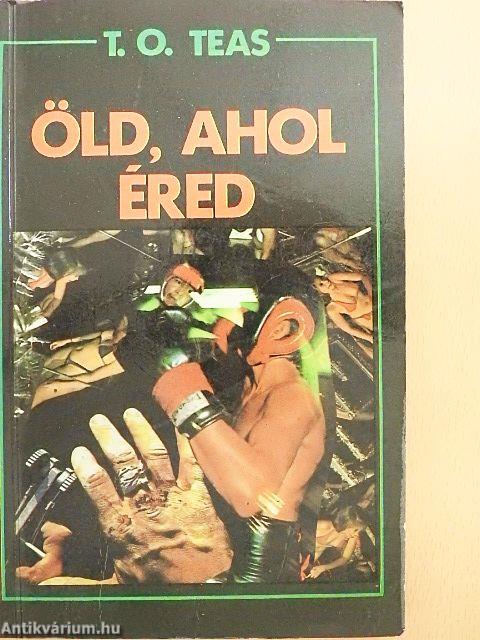 T. O. TEAS
ÖLD, AHOL
ÉRED
Antikvárium.hu